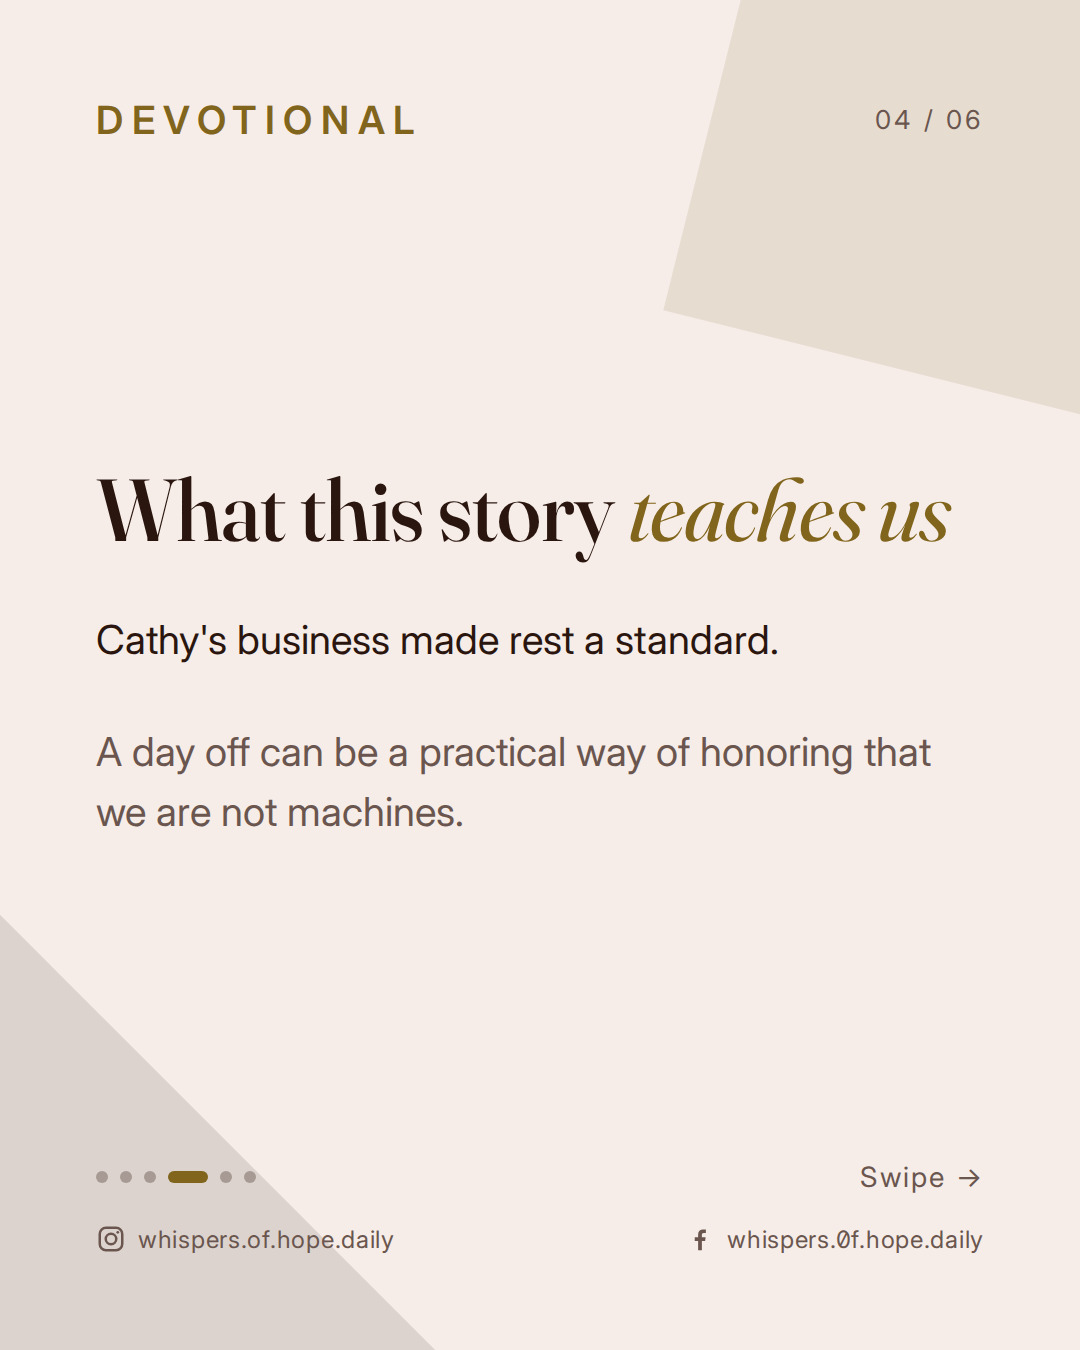 DEVOTIONAL
04 / 06
What this story teaches us
Cathy's business made rest a standard.
A day off can be a practical way of honoring that
we are not machines.
Swipe →
whispers.of.hope.daily
whispers.0f.hope.daily